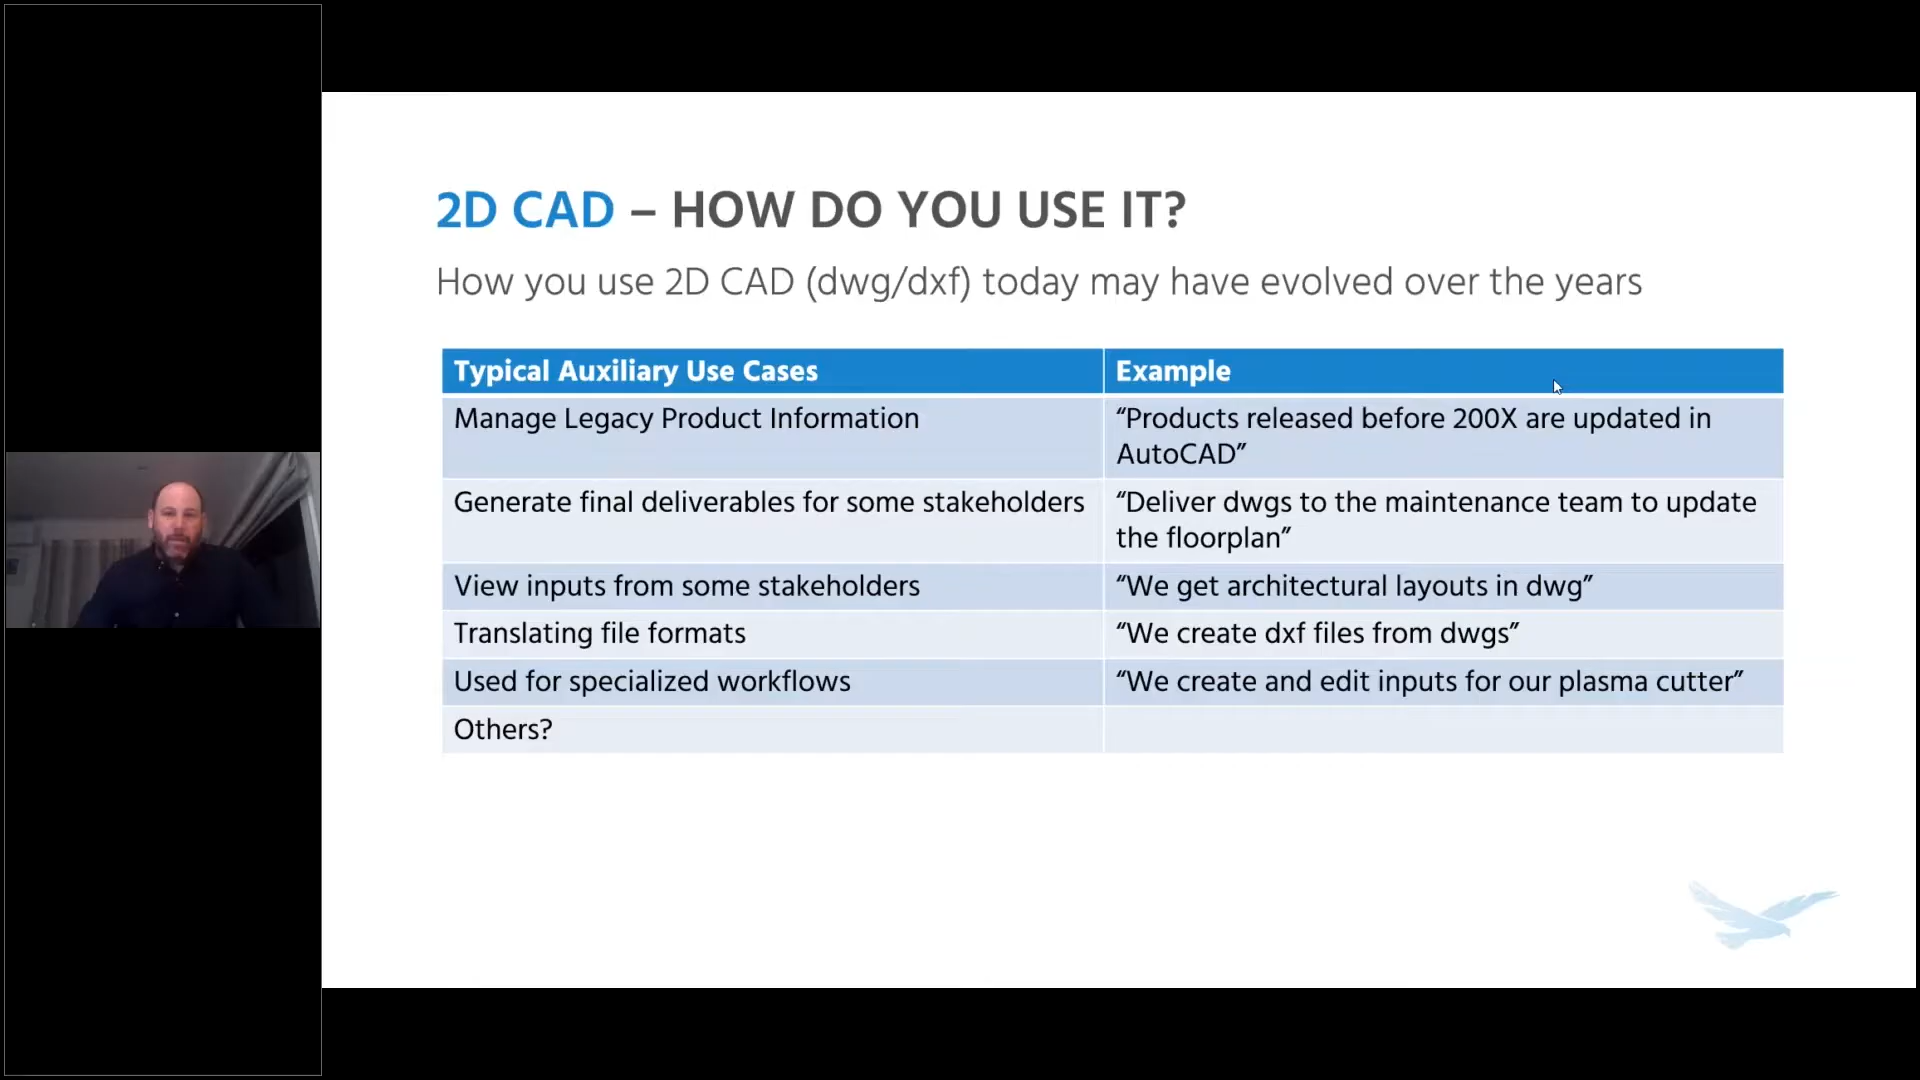 2D CAD – HOW DO YOU USE IT?
How you use 2D CAD (dwg/dxf) today may have evolved over the years
Typical Auxiliary Use Cases
Example
Manage Legacy Product Information
“Products released before 200X are updated in
AutoCAD”
Generate final deliverables for some stakeholders
“Deliver dwgs to the maintenance team to update
the floorplan”
View inputs from some stakeholders
“We get architectural layouts in dwg”
Translating file formats
“We create dxf files from dwgs”
Used for specialized workflows
“We create and edit inputs for our plasma cutter”
Others?